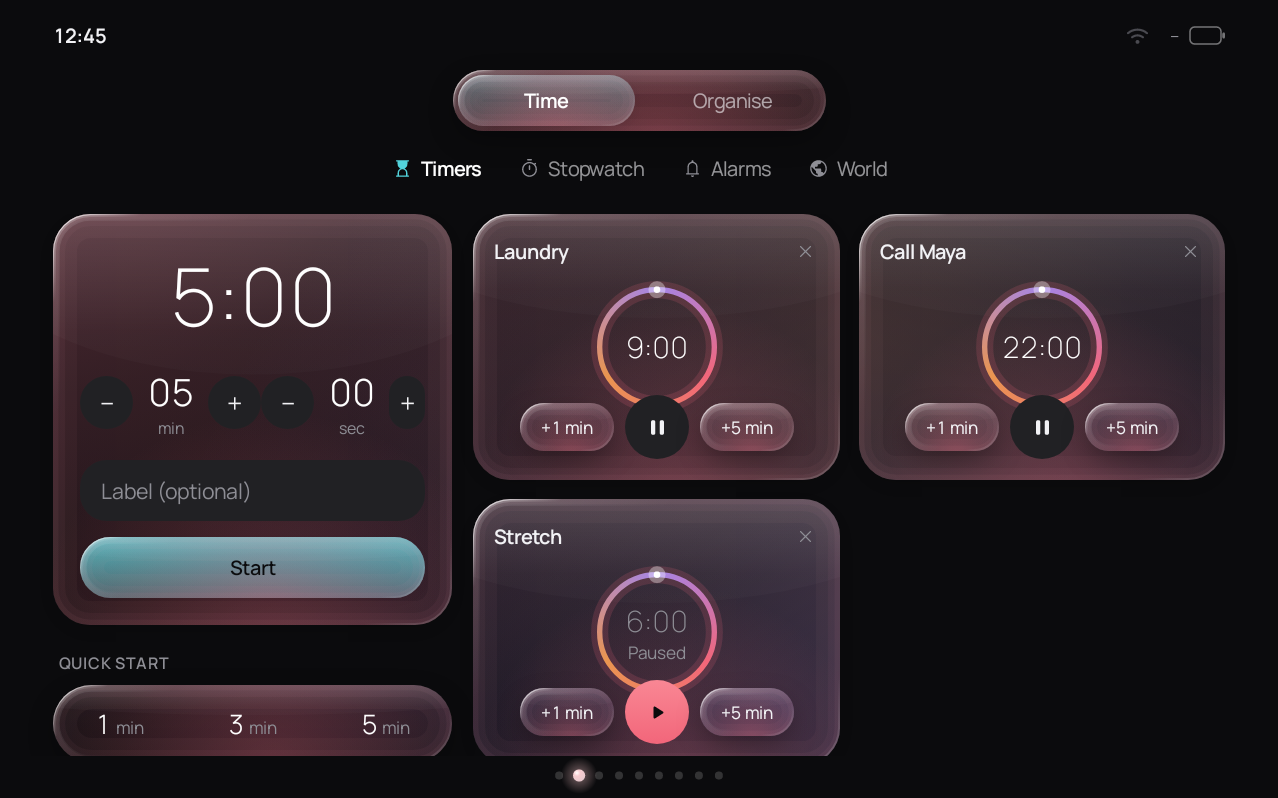 12:45
Time Organise
Timers Stopwatch Alarms World
5:00
− 05 + − 00 +
min sec
Label (optional)
Start
QUICK START
1 min 3 min 5 min
Laundry
9:00
+1 min +5 min
Call Maya
22:00
+1 min +5 min
Stretch
6:00
Paused
+1 min +5 min